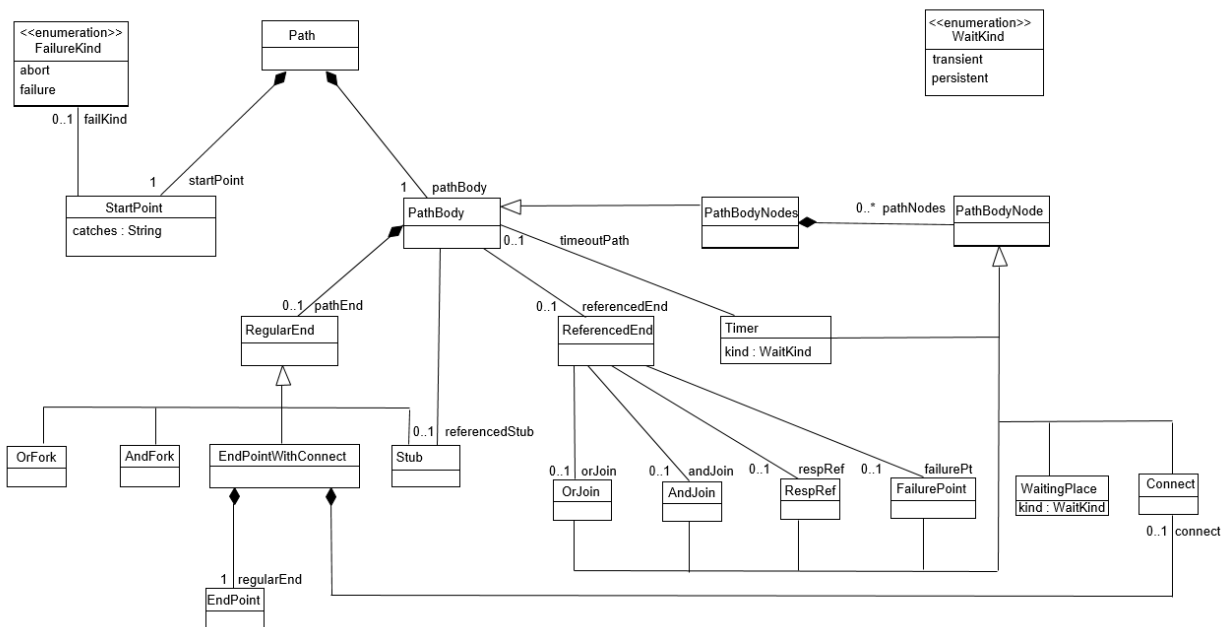 <<enumeration>>
FailureKind
abort
failure
Path
<<enumeration>>
WaitKind
transient
persistent
0..1 failKind
1 startPoint
1 pathBody
StartPoint
catches : String
PathBody
PathBodyNodes
0..* pathNodes
PathBodyNode
0..1 timeoutPath
0..1 pathEnd
0..1 referencedEnd
RegularEnd
ReferencedEnd
Timer
kind : WaitKind
0..1 referencedStub
OrFork
AndFork
EndPointWithConnect
Stub
0..1 orJoin
0..1 andJoin
0..1 respRef
0..1 failurePt
OrJoin
AndJoin
RespRef
FailurePoint
WaitingPlace
kind : WaitKind
Connect
0..1 connect
1 regularEnd
EndPoint